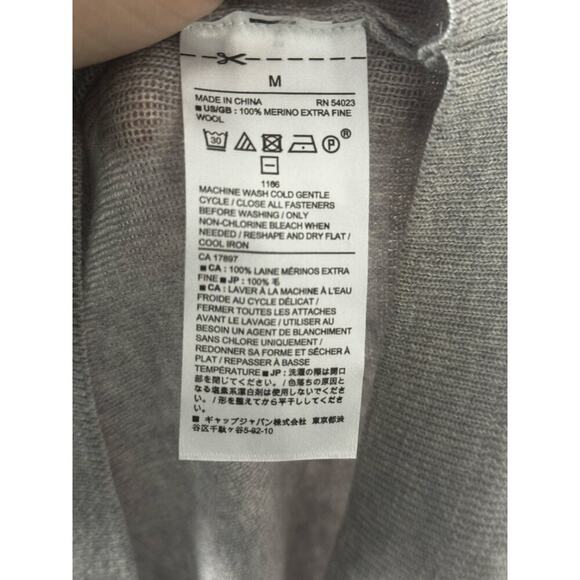 M
MADE IN CHINA RN 54023
■ US/GB : 100% MERINO EXTRA FINE
WOOL
30 P ®
1166
MACHINE WASH COLD GENTLE
CYCLE / CLOSE ALL FASTENERS
BEFORE WASHING / ONLY
NON-CHLORINE BLEACH WHEN
NEEDED / RESHAPE AND DRY FLAT /
COOL IRON
CA 17897
■ CA : 100% LAINE MÉRINOS EXTRA
FINE ■ JP : 100% 毛
■ CA : LAVER À LA MACHINE À L'EAU
FROIDE AU CYCLE DÉLICAT /
FERMER TOUTES LES ATTACHES
AVANT LE LAVAGE / UTILISER AU
BESOIN UN AGENT DE BLANCHIMENT
SANS CHLORE UNIQUEMENT /
REDONNER SA FORME ET SÉCHER À
PLAT / REPASSER À BASSE
TEMPÉRATURE ■ JP : 洗濯の際は開口
部を閉じてください。/ 色落ちの原因と
なる塩素系漂白剤は使用しないでくださ
い。/ 形を整えてから平干ししてくださ
い。
■ ギャップジャパン株式会社 東京都渋
谷区千駄ヶ谷5-92-10